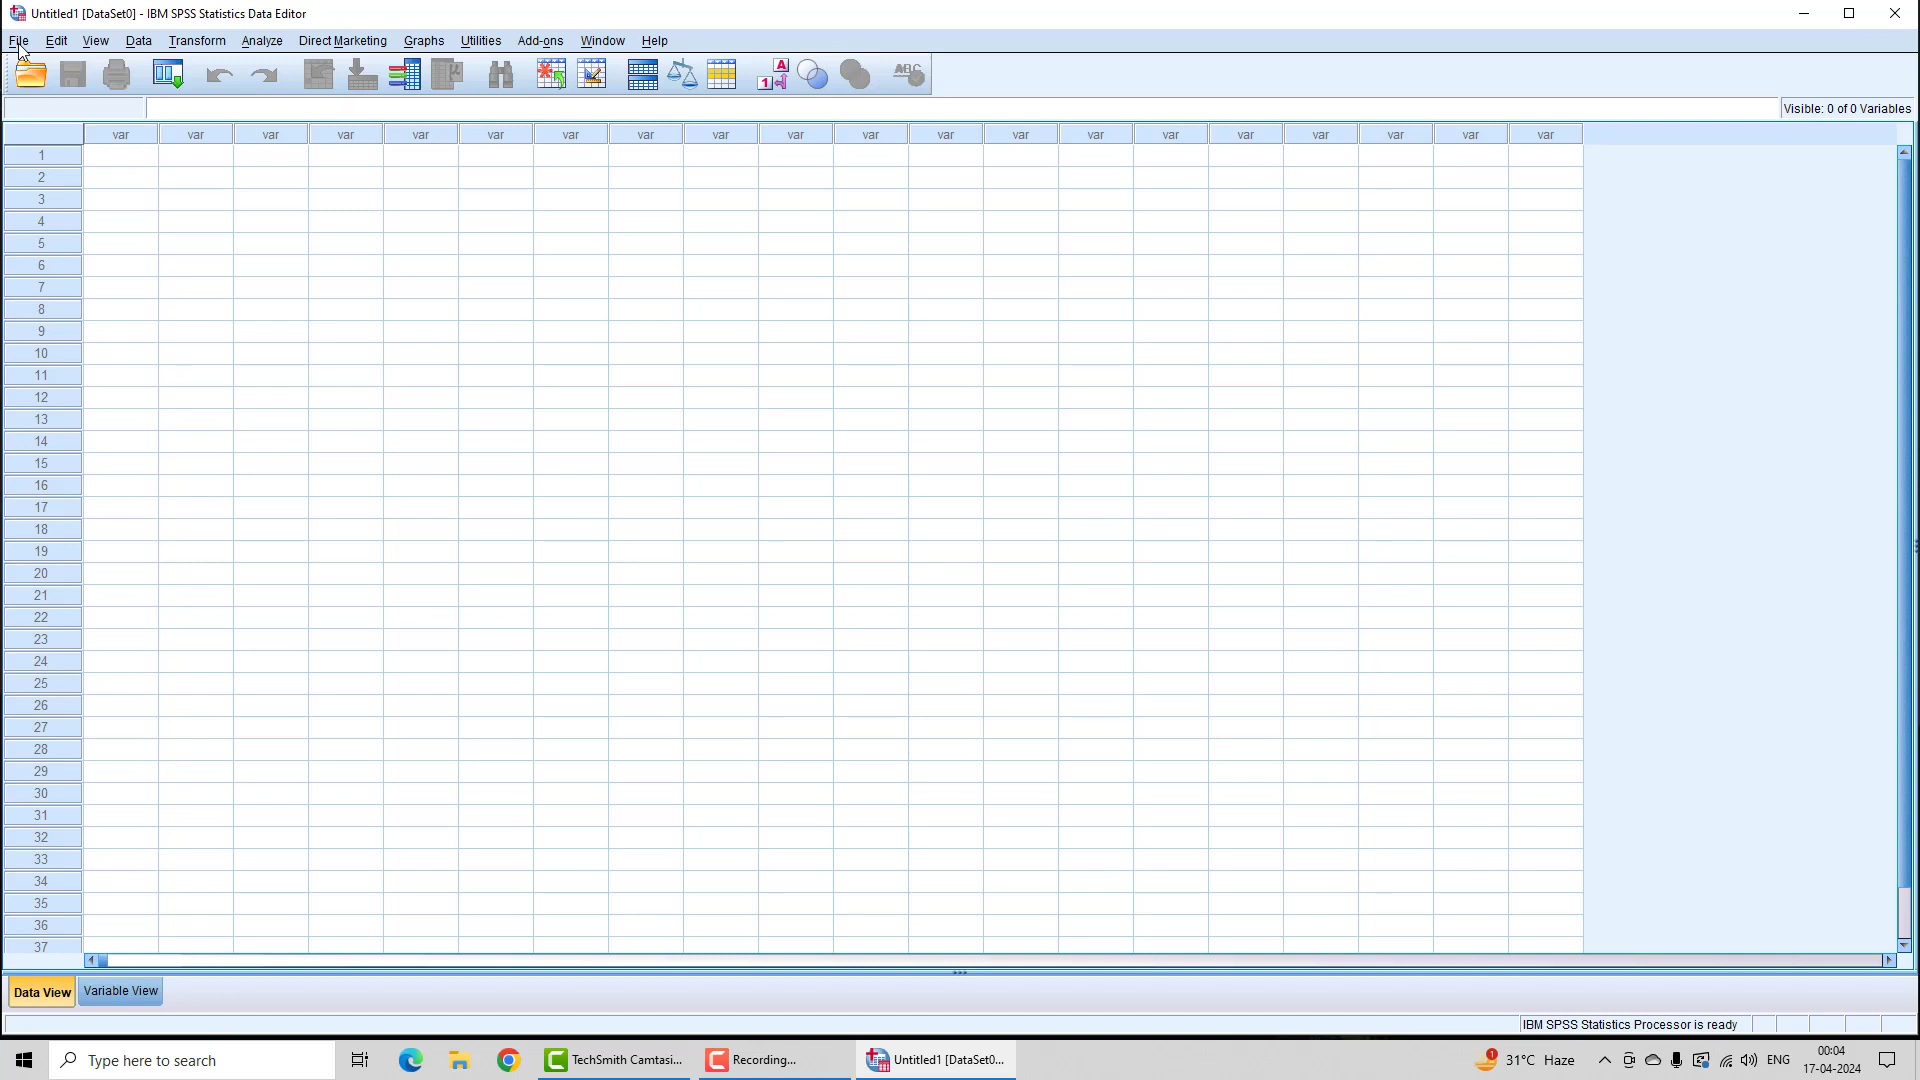 Untitled1 [DataSet0] - IBM SPSS Statistics Data Editor
File Edit View Data Transform Analyze Direct Marketing Graphs Utilities Add-ons Window Help
A
1
ABC
Visible: 0 of 0 Variables
var var var var var var var var var var var var var var var var var var var var
1
2
3
4
5
6
7
8
9
10
11
12
13
14
15
16
17
18
19
20
21
22
23
24
25
26
27
28
29
30
31
32
33
34
35
36
37
Data View Variable View
IBM SPSS Statistics Processor is ready
Type here to search
TechSmith Camtasi...
Recording...
Untitled1 [DataSet0...
1
31°C Haze
ENG
00:04
17-04-2024